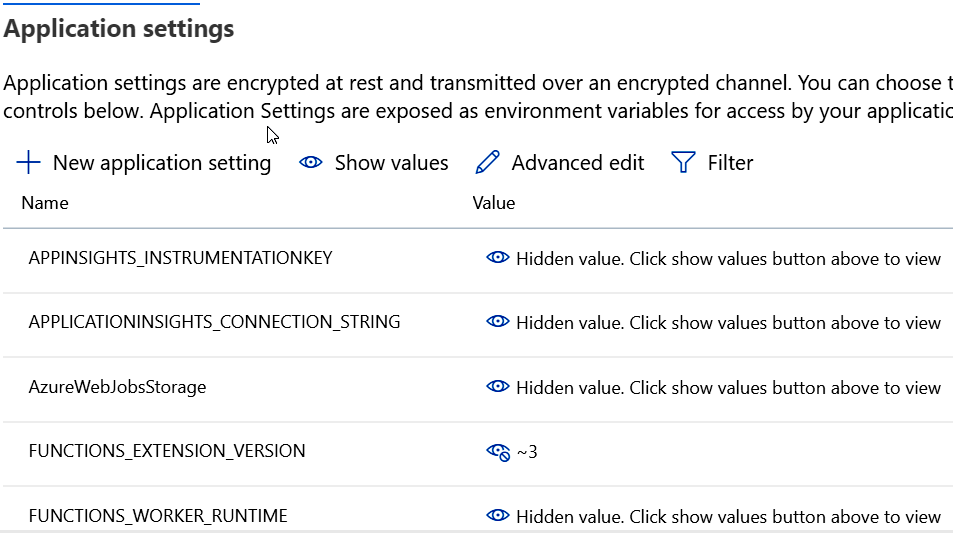 Application settings
Application settings are encrypted at rest and transmitted over an encrypted channel. You can choose
controls below. Application Settings are exposed as environment variables for access by your
New application setting Show values Advanced edit Filter
Name Value
APPINSIGHTS_INSTRUMENTATIONKEY Hidden value. Click show values button above to view
APPLICATIONINSIGHTS_CONNECTION_STRING Hidden value. Click show values button above to view
AzureWebJobsStorage Hidden value. Click show values button above to view
FUNCTIONS_EXTENSION_VERSION ~3
FUNCTIONS_WORKER_RUNTIME Hidden value. Click show values button above to view